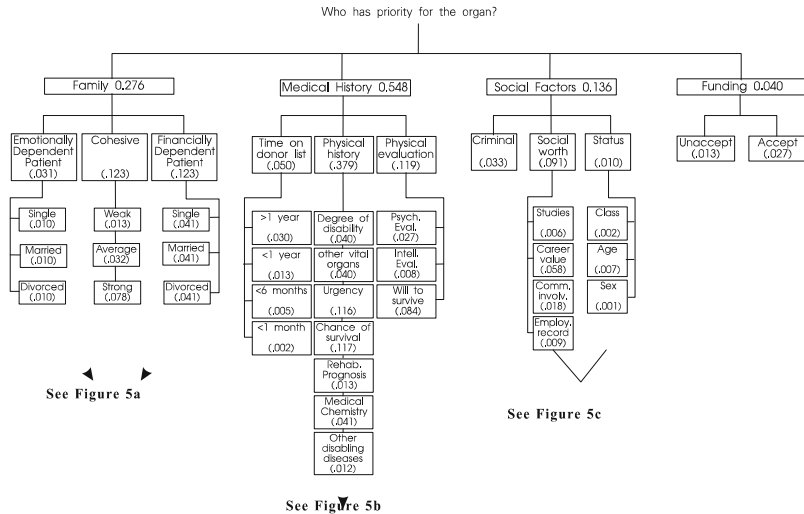 Who has priority for the organ?
Family 0.276
Medical History 0.548
Social Factors 0.136
Funding 0.040
Emotionally
Dependent
Patient
(.031)
Cohesive
(.123)
Financially
Dependent
Patient
(.123)
Time on
donor list
(.050)
Physical
history
(.379)
Physical
evaluation
(.119)
Criminal
(.033)
Social
worth
(.091)
Status
(.010)
Unaccept
(.013)
Accept
(.027)
Single
(.010)
Married
(.010)
Divorced
(.010)
Weak
(.013)
Average
(.032)
Strong
(.078)
Single
(.041)
Married
(.041)
Divorced
(.041)
>1 year
(.030)
<1 year
(.013)
<6 months
(.005)
<1 month
(.002)
Degree of
disability
(.040)
other vital
organs
(.040)
Urgency
(.116)
Chance of
survival
(.117)
Rehab.
Prognosis
(.013)
Medical
Chemistry
(.041)
Other
disabling
diseases
(.012)
Psych.
Eval.
(.027)
Intell.
Eval.
(.008)
Will to
survive
(.084)
Studies
(.006)
Career
value
(.058)
Comm.
involv.
(.018)
Employ.
record
(.009)
Class
(.002)
Age
(.007)
Sex
(.001)
See Figure 5a
See Figure 5b
See Figure 5c